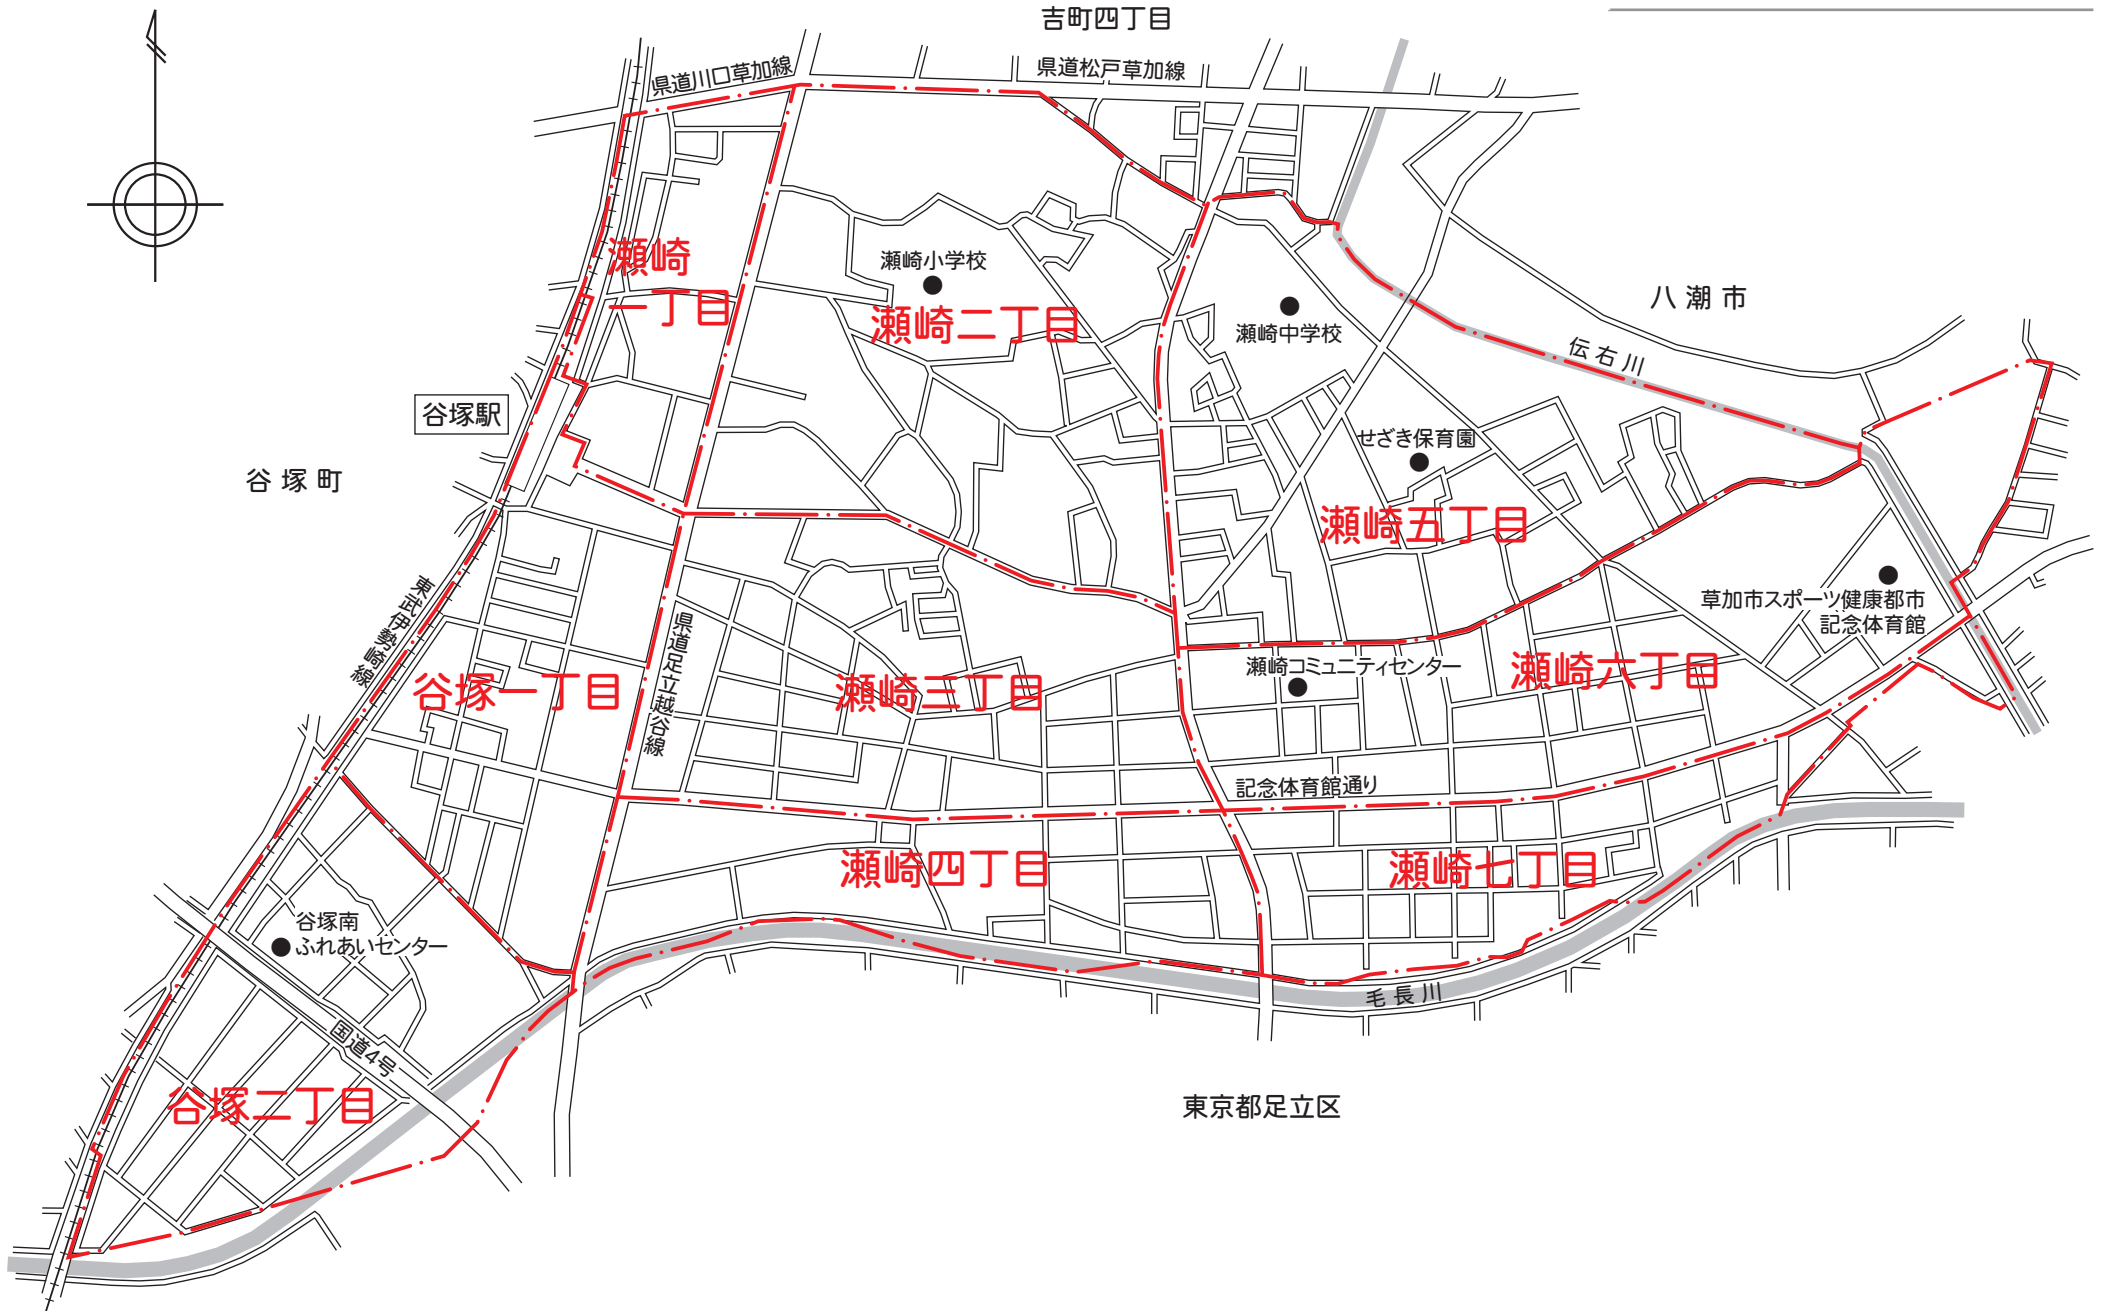 吉町四丁目
県道川口草加線
県道松戸草加線
瀬崎
一丁目
瀬崎小学校
瀬崎二丁目
瀬崎中学校
八潮市
伝右川
谷塚駅
せざき保育園
谷塚町
瀬崎五丁目
草加市スポーツ健康都市
記念体育館
東武伊勢崎線
県道足立越谷線
谷塚一丁目
瀬崎三丁目
瀬崎コミュニティセンター
瀬崎六丁目
記念体育館通り
瀬崎四丁目
瀬崎七丁目
谷塚南
ふれあいセンター
毛長川
国道4号
谷塚二丁目
東京都足立区